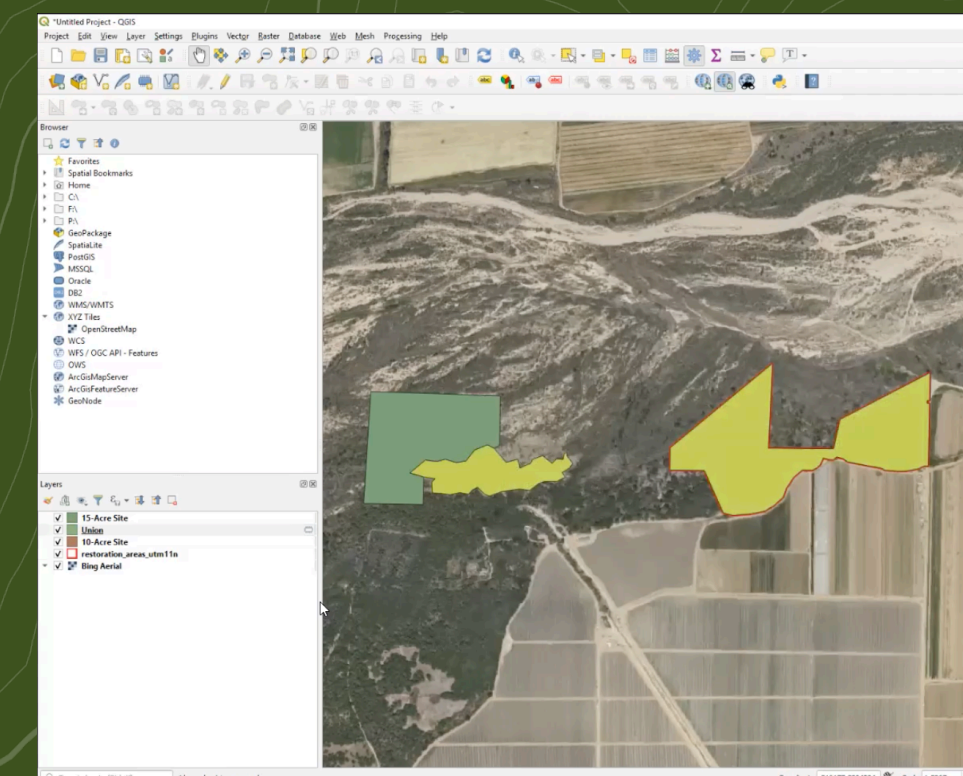 *Untitled Project - QGIS
Project Edit View Layer Settings Plugins Vector Raster Database Web Mesh Processing Help
Browser
Favorites
Spatial Bookmarks
Home
C:\
F:\
P:\
GeoPackage
SpatiaLite
PostGIS
MSSQL
Oracle
DB2
WMS/WMTS
XYZ Tiles
OpenStreetMap
WCS
WFS / OGC API - Features
OWS
ArcGisMapServer
ArcGisFeatureServer
GeoNode
Layers
15-Acre Site
Union
10-Acre Site
restoration_areas_utm11n
Bing Aerial